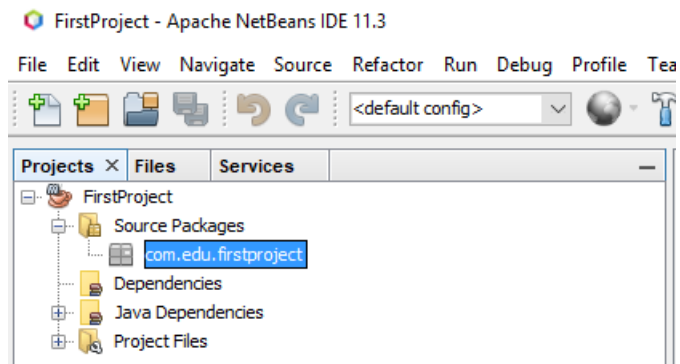 FirstProject - Apache NetBeans IDE 11.3
File Edit View Navigate Source Refactor Run Debug Profile Tea
<default config>
Projects × Files Services
FirstProject
Source Packages
com.edu.firstproject
Dependencies
Java Dependencies
Project Files